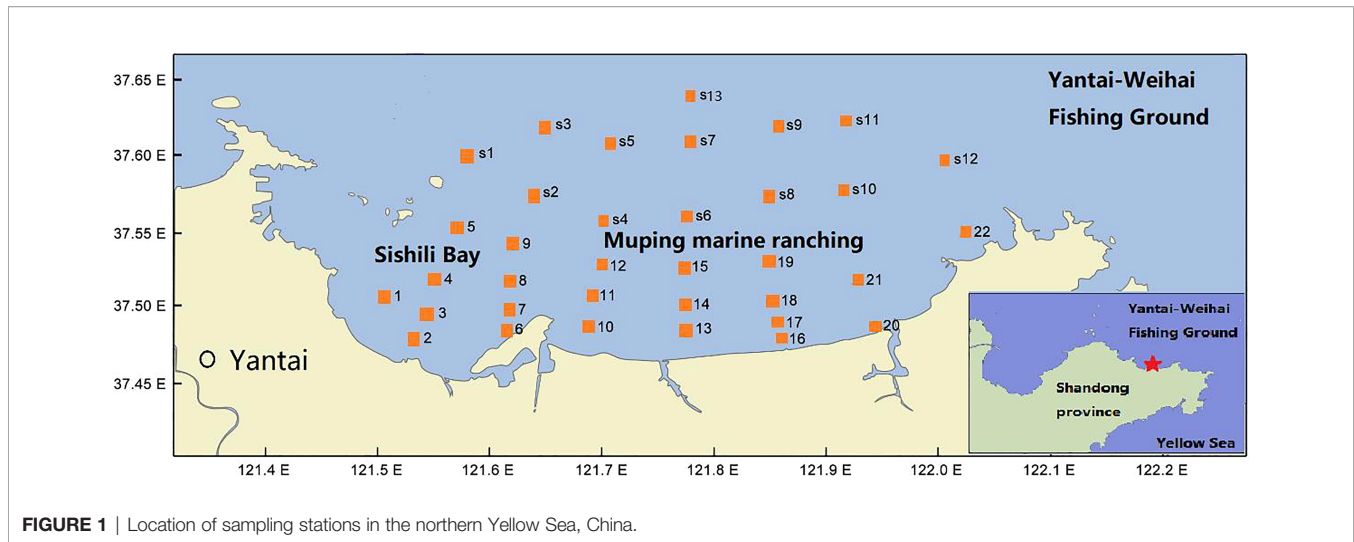 Yantai-Weihai
Fishing Ground
37.65 E
37.60 E
37.55 E
37.50 E
37.45 E
s13
s3
s9
s11
s5
s7
s1
s12
s2
s8
s10
s4
s6
5
9
22
Sishili Bay
Muping marine ranching
12
15
19
4
8
21
1
11
14
18
3
7
2
6
10
13
17
16
20
Yantai
Yantai-Weihai
Fishing Ground
Shandong
province
Yellow Sea
121.4 E
121.5 E
121.6 E
121.7 E
121.8 E
121.9 E
122.0 E
122.1 E
122.2 E
FIGURE 1 | Location of sampling stations in the northern Yellow Sea, China.